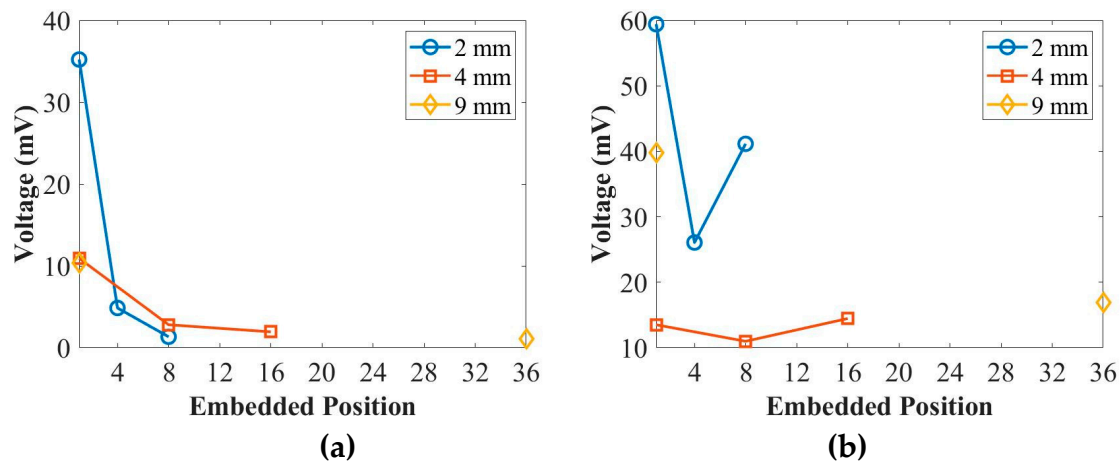 40
30
20
10
0
Voltage (mV)
2 mm
4 mm
9 mm
4 8 12 16 20 24 28 32 36
Embedded Position
(a)
60
50
40
30
20
10
Voltage (mV)
2 mm
4 mm
9 mm
4 8 12 16 20 24 28 32 36
Embedded Position
(b)